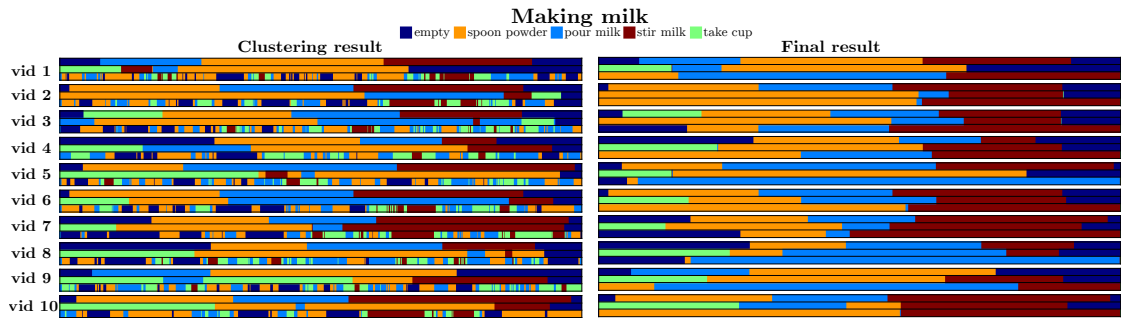 Making milk
empty spoon powder pour milk stir milk take cup
Clustering result Final result
vid 1
vid 2
vid 3
vid 4
vid 5
vid 6
vid 7
vid 8
vid 9
vid 10